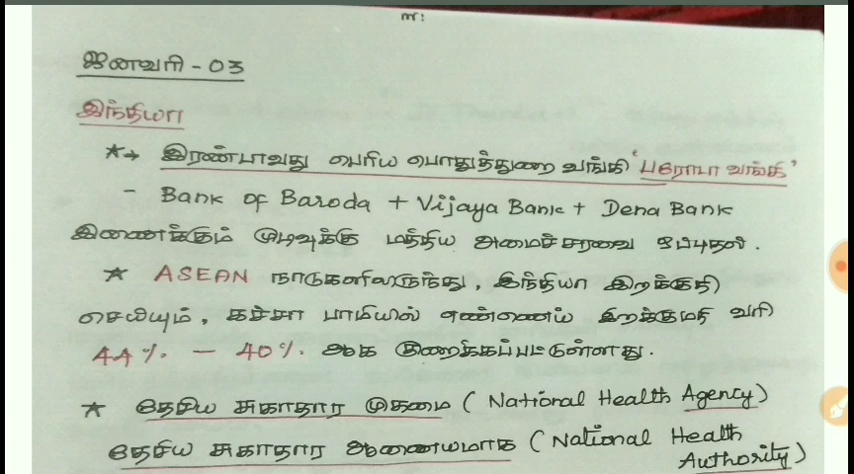 ஜனவரி - 03
இந்தியா
★→ இரண்டாவது பெரிய பொதுத்துறை வங்கி 'பரோடா வங்கி'
- Bank of Baroda + Vijaya Bank + Dena Bank
இணைக்கும் முடிவுக்கு மத்திய அமைச்சரவை ஒப்புதல்.
★ ASEAN நாடுகளிலிருந்து, இந்தியா இறக்குமதி
செய்யும், கச்சா பாமாயில் எண்ணெய் இறக்குமதி வரி
44% - 40% ஆக குறைக்கப்பட்டுள்ளது.
★ தேசிய சுகாதார முகமை (National Health Agency)
தேசிய சுகாதார ஆணையமாக (National Health
Authority)